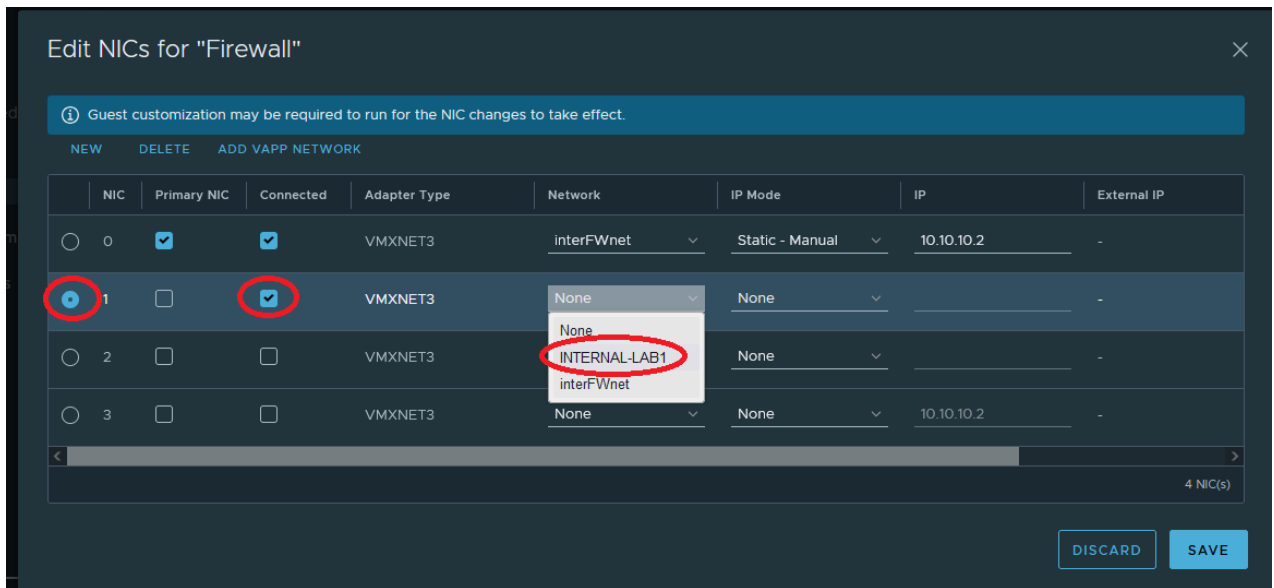 Edit NICs for "Firewall"
Guest customization may be required to run for the NIC changes to take effect.
NEW DELETE ADD VAPP NETWORK
NIC Primary NIC Connected Adapter Type Network IP Mode IP External IP
0 VMXNET3 interFWnet Static - Manual 10.10.10.2 -
1 VMXNET3 None None -
None
INTERNAL-LAB1
interFWnet
2 VMXNET3 None -
3 VMXNET3 None None 10.10.10.2 -
4 NIC(s)
DISCARD SAVE